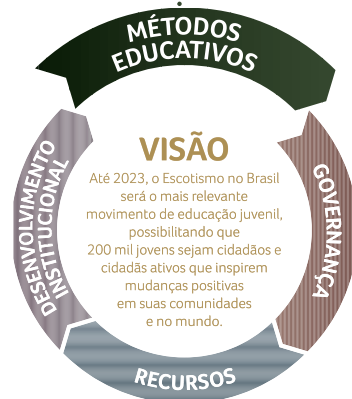 MÉTODOS
EDUCATIVOS
DESENVOLVIMENTO
INSTITUCIONAL
VISÃO
Até 2023, o Escotismo no Brasil
será o mais relevante
movimento de educação juvenil,
possibilitando que
200 mil jovens sejam cidadãos e
cidadãs ativos que inspirem
mudanças positivas
em suas comunidades
e no mundo.
GOVERNANÇA
RECURSOS